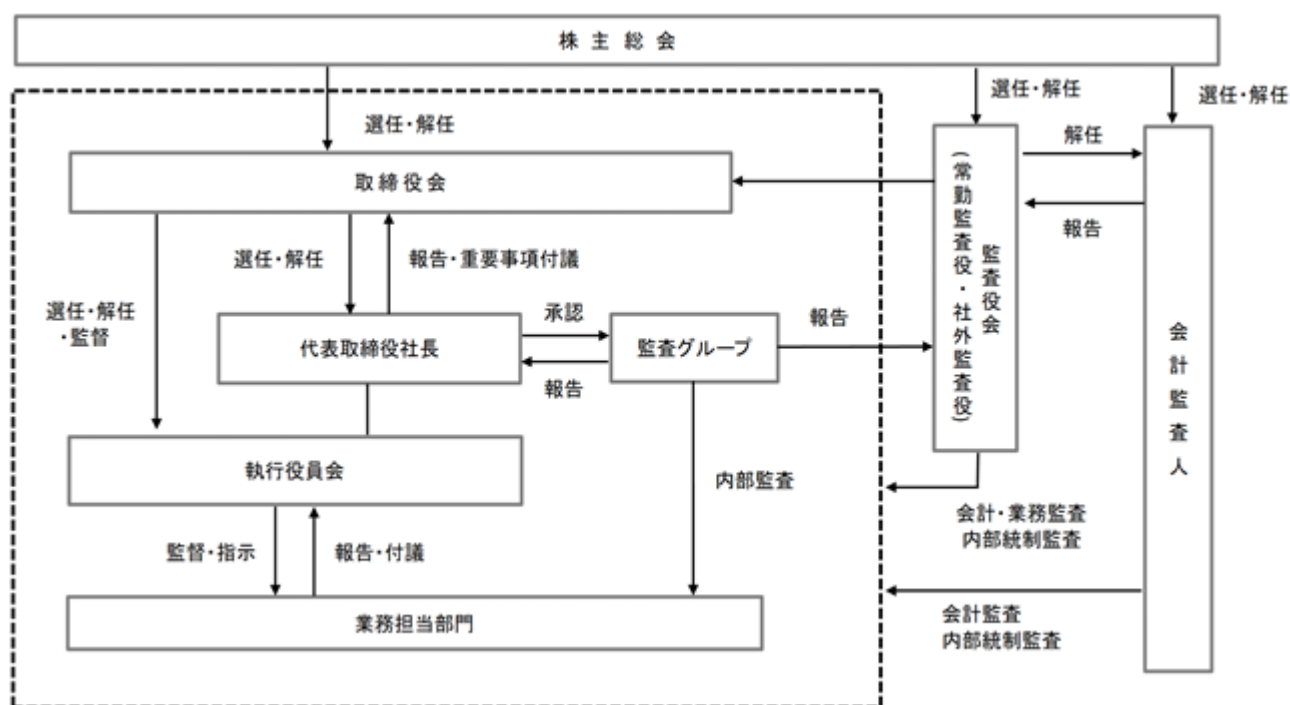 株 主 総 会
選任・解任
選任・解任
選任・解任
取締役会
解任
報告
監査役会
(常勤監査役・社外監査役)
会計監査人
選任・解任
報告・重要事項付議
選任・解任
・監督
代表取締役社長
承認
報告
監査グループ
報告
執行役員会
内部監査
会計・業務監査
内部統制監査
監督・指示
報告・付議
業務担当部門
会計監査
内部統制監査